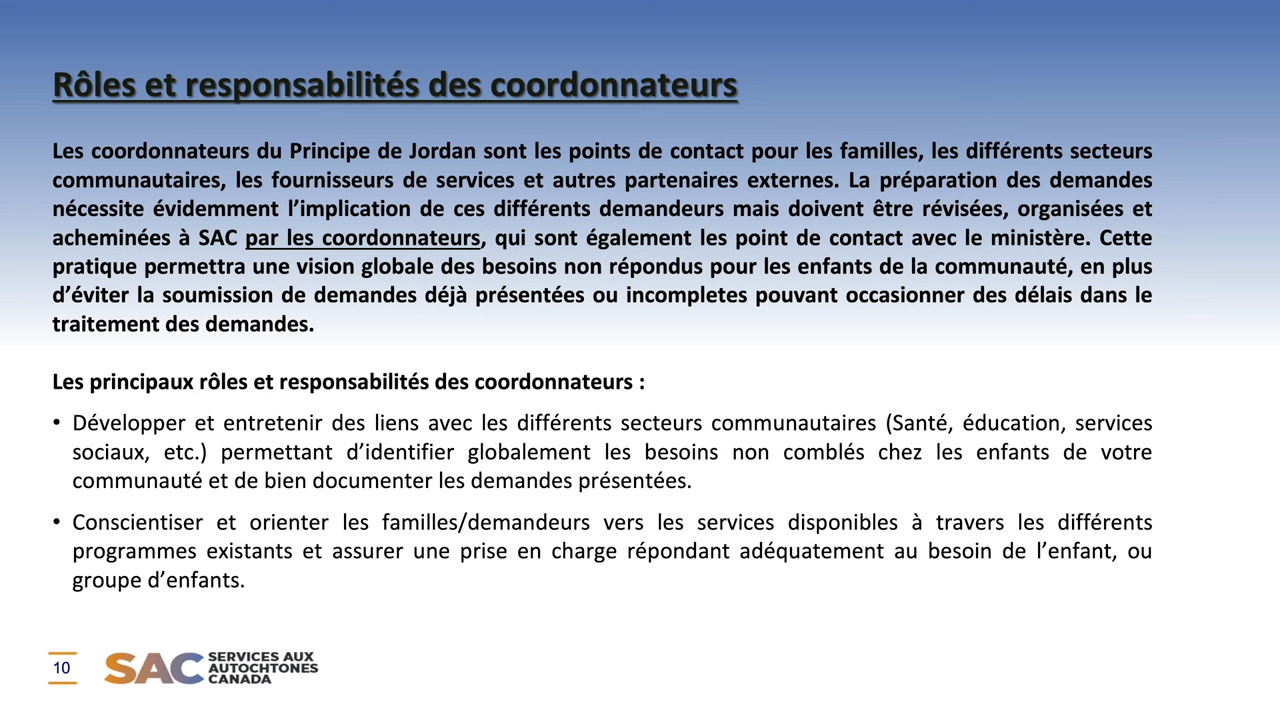 Rôles et responsabilités des coordonnateurs
Les coordonnateurs du Principe de Jordan sont les points de contact pour les familles, les différents secteurs
communautaires, les fournisseurs de services et autres partenaires externes. La préparation des demandes
nécessite évidemment l’implication de ces différents demandeurs mais doivent être révisées, organisées et
acheminées à SAC par les coordonnateurs, qui sont également les point de contact avec le ministère. Cette
pratique permettra une vision globale des besoins non répondus pour les enfants de la communauté, en plus
d’éviter la soumission de demandes déjà présentées ou incompletes pouvant occasionner des délais dans le
traitement des demandes.
Les principaux rôles et responsabilités des coordonnateurs :
• Développer et entretenir des liens avec les différents secteurs communautaires (Santé, éducation, services
sociaux, etc.) permettant d’identifier globalement les besoins non comblés chez les enfants de votre
communauté et de bien documenter les demandes présentées.
• Conscientiser et orienter les familles/demandeurs vers les services disponibles à travers les différents
programmes existants et assurer une prise en charge répondant adéquatement au besoin de l’enfant, ou
groupe d’enfants.
10
SAC
SERVICES AUX
AUTOCHTONES
CANADA